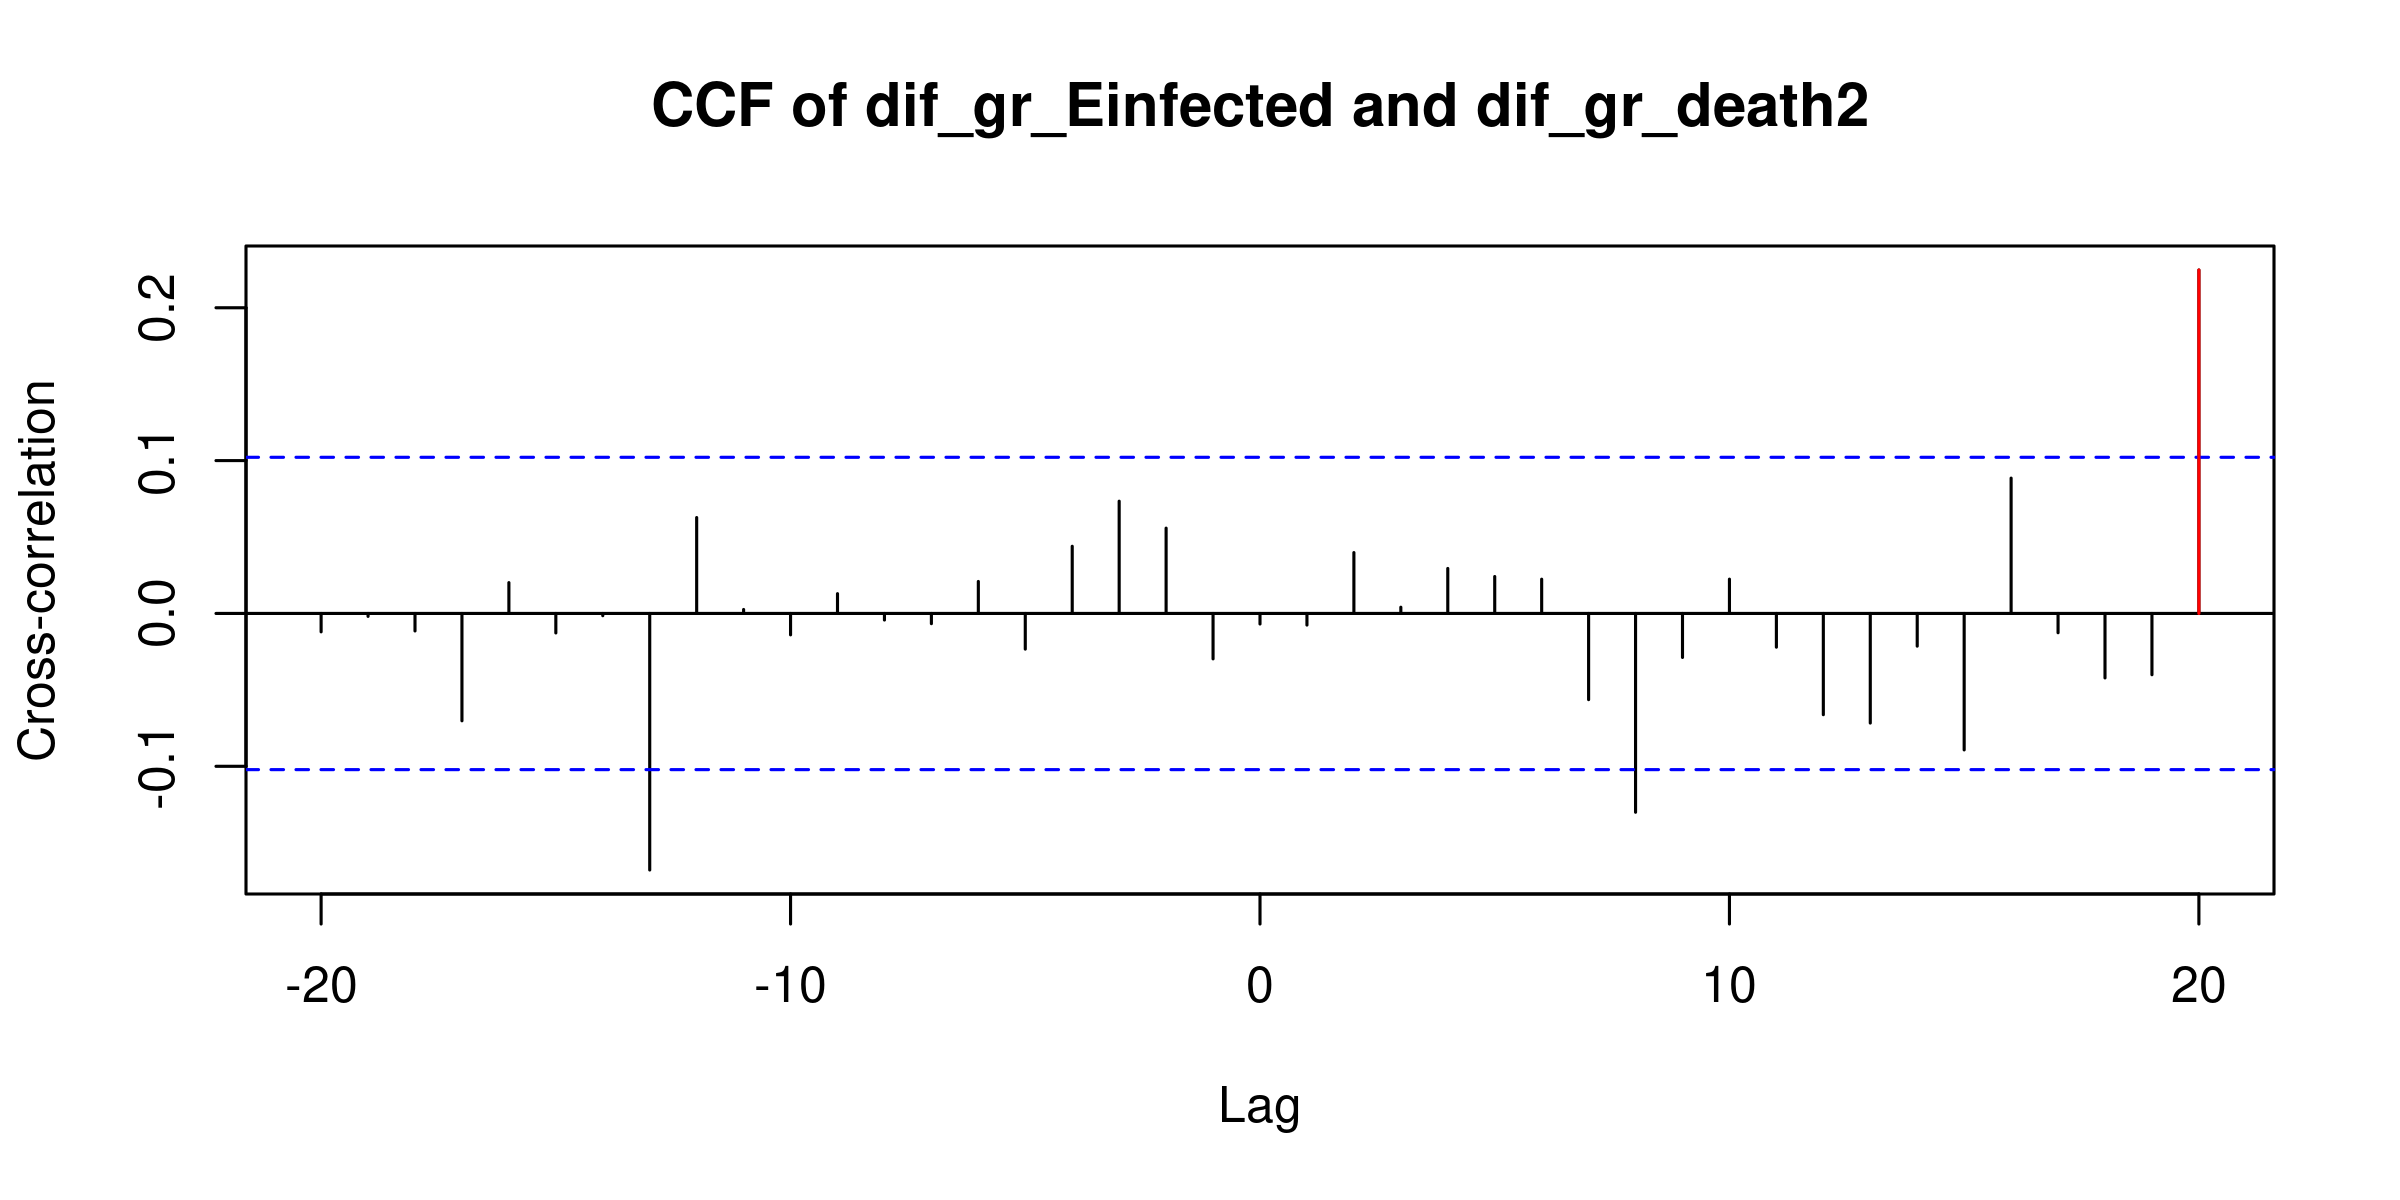 CCF of dif_gr_Einfected and dif_gr_death2
Cross-correlation
0.2
0.1
0.0
-0.1
-20 -10 0 10 20
Lag